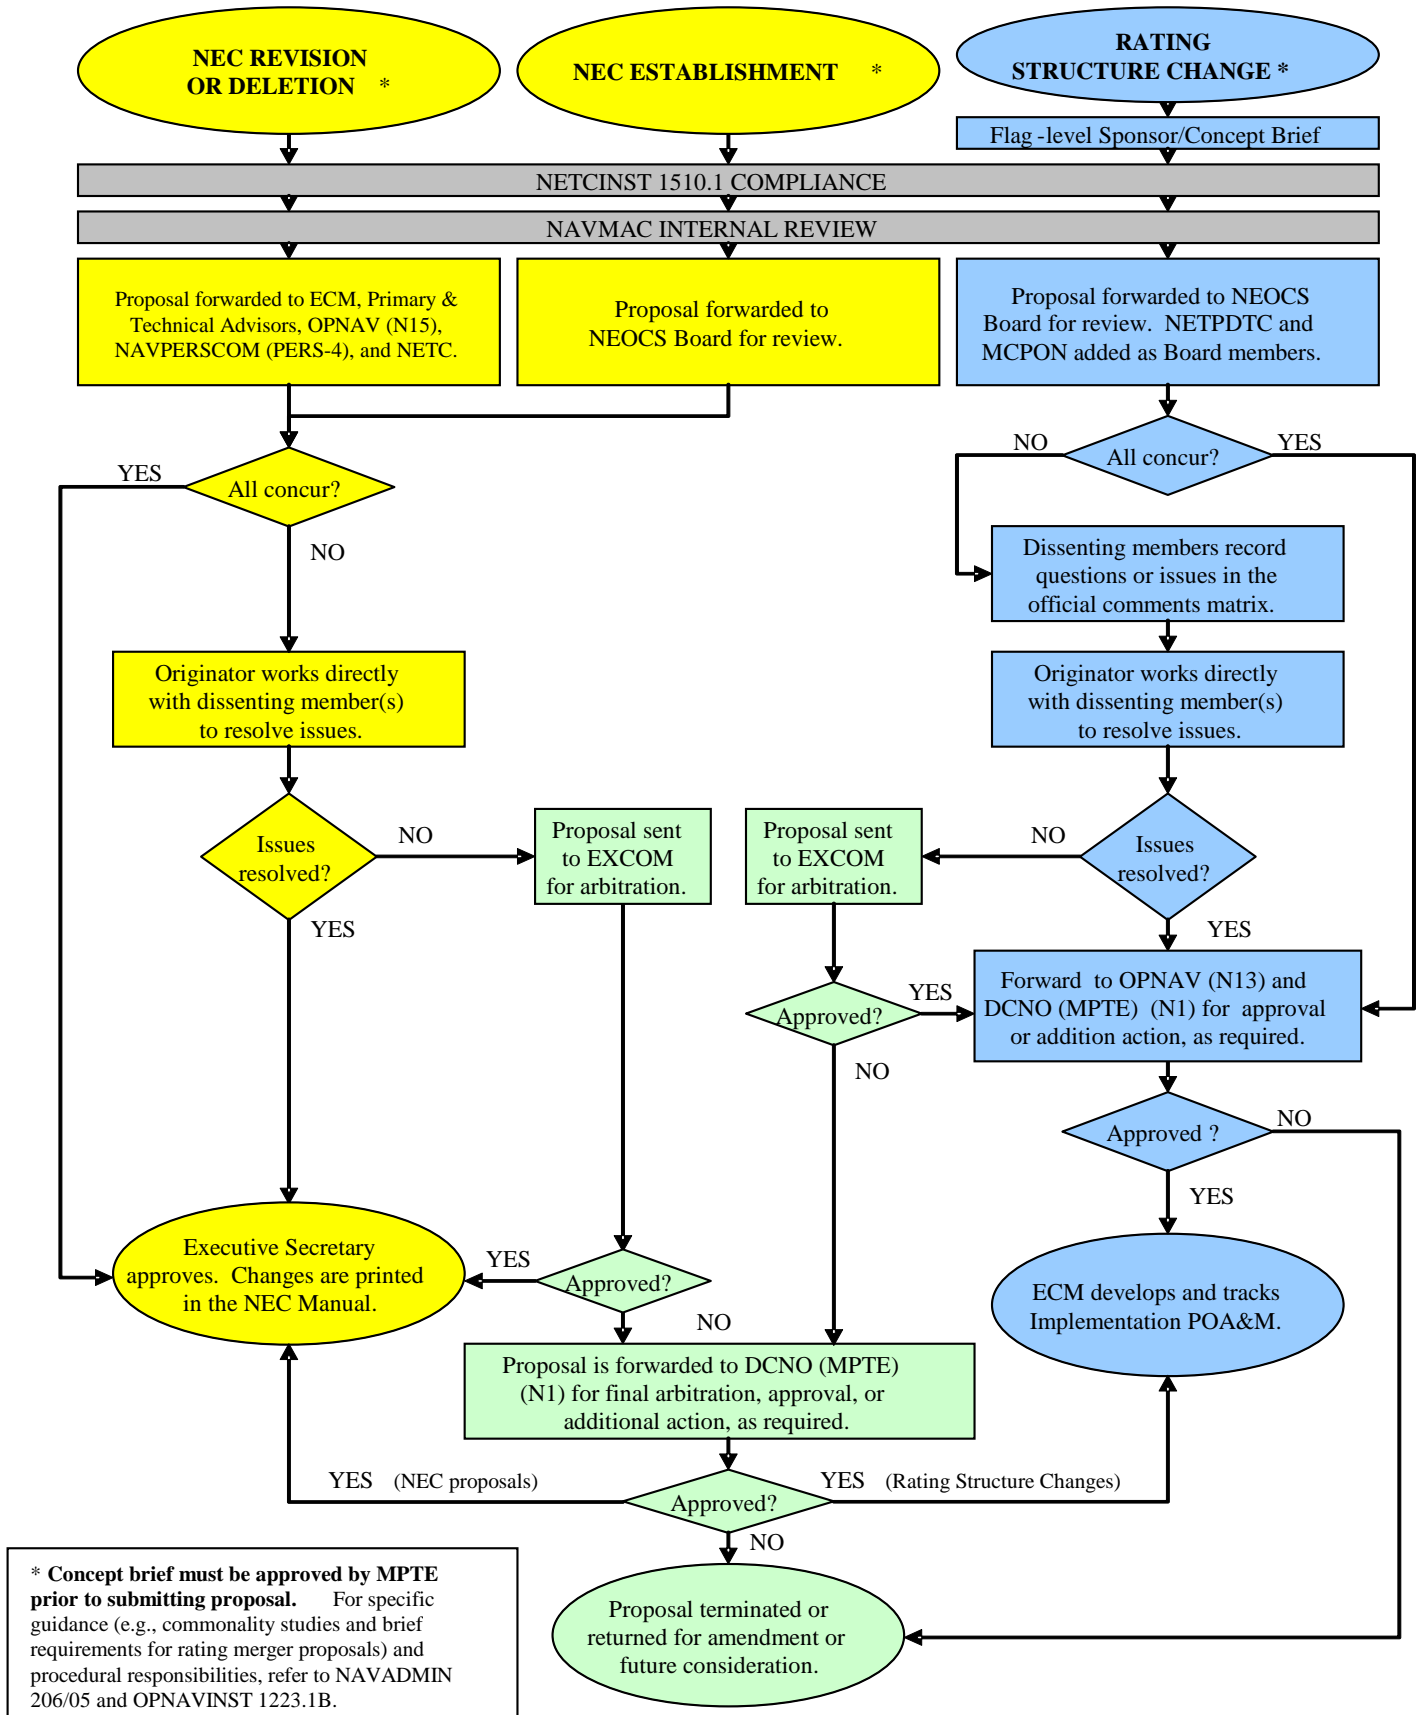 NEC REVISION
OR DELETION *
NEC ESTABLISHMENT *
RATING
STRUCTURE CHANGE *
Flag -level Sponsor/Concept Brief
NETCINST 1510.1 COMPLIANCE
NAVMAC INTERNAL REVIEW
Proposal forwarded to ECM, Primary &
Technical Advisors, OPNAV (N15),
NAVPERSCOM (PERS-4), and NETC.
Proposal forwarded to
NEOCS Board for review.
Proposal forwarded to NEOCS
Board for review. NETPDTC and
MCPON added as Board members.
YES
All concur?
NO
NO
All concur?
YES
Dissenting members record
questions or issues in the
official comments matrix.
Originator works directly
with dissenting member(s)
to resolve issues.
Originator works directly
with dissenting member(s)
to resolve issues.
Issues
resolved?
NO
YES
Proposal sent
to EXCOM
for arbitration.
Proposal sent
to EXCOM
for arbitration.
NO
Issues
resolved?
YES
Approved?
YES
NO
Forward to OPNAV (N13) and
DCNO (MPTE) (N1) for approval
or addition action, as required.
Approved ?
NO
YES
Executive Secretary
approves. Changes are printed
in the NEC Manual.
YES
Approved?
NO
ECM develops and tracks
Implementation POA&M.
Proposal is forwarded to DCNO (MPTE)
(N1) for final arbitration, approval, or
additional action, as required.
YES (NEC proposals)
Approved?
YES (Rating Structure Changes)
NO
Proposal terminated or
returned for amendment or
future consideration.
* Concept brief must be approved by MPTE
prior to submitting proposal. For specific
guidance (e.g., commonality studies and brief
requirements for rating merger proposals) and
procedural responsibilities, refer to NAVADMIN
206/05 and OPNAVINST 1223.1B.